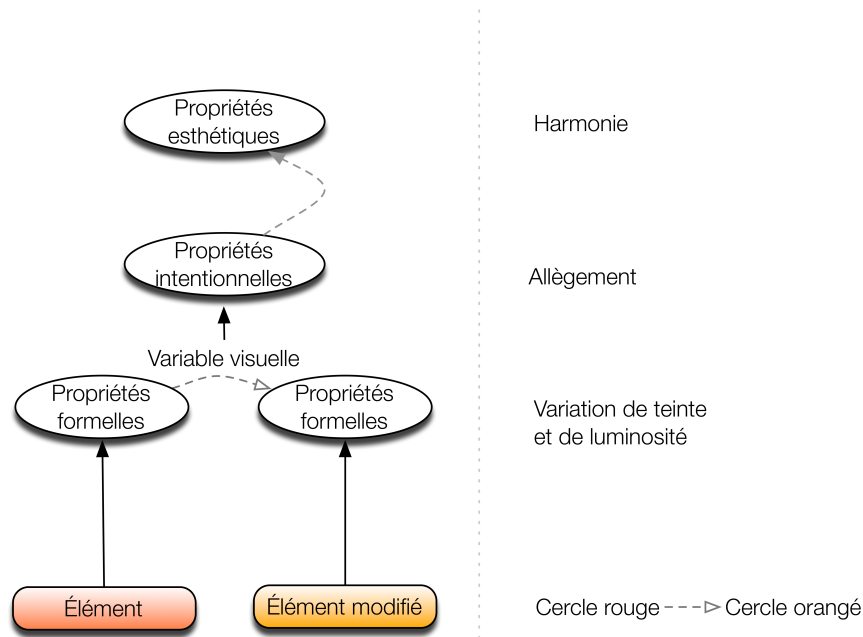 Propriétés
esthétiques
Harmonie
Propriétés
intentionnelles
Allègement
Variable visuelle
Propriétés
formelles
Propriétés
formelles
Variation de teinte
et de luminosité
Élément
Élément modifié
Cercle rouge Cercle orangé